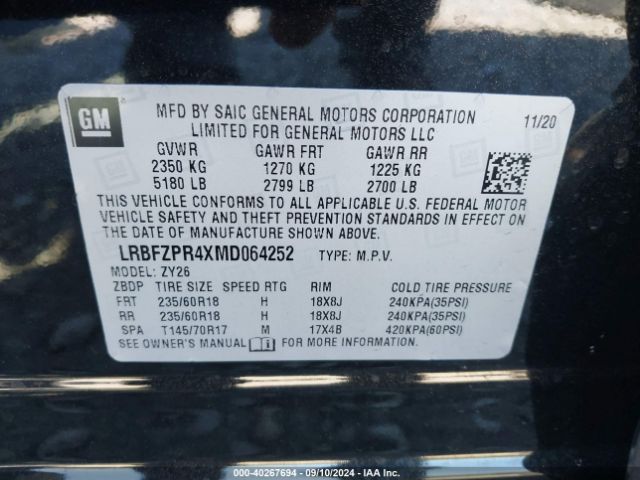 GM
MFD BY SAIC GENERAL MOTORS CORPORATION 11/20
LIMITED FOR GENERAL MOTORS LLC
GVWR GAWR FRT GAWR RR
2350 KG 1270 KG 1225 KG
5180 LB 2799 LB 2700 LB
THIS VEHICLE CONFORMS TO ALL APPLICABLE U.S. FEDERAL MOTOR
VEHICLE SAFETY AND THEFT PREVENTION STANDARDS IN EFFECT ON
THE DATE OF MANUFACTURE SHOWN ABOVE.
LRBFZPR4XMD064252 TYPE: M.P.V.
MODEL: ZY26
ZBDP TIRE SIZE SPEED RTG RIM COLD TIRE PRESSURE
FRT 235/60R18 H 18X8J 240KPA(35PSI)
RR 235/60R18 H 18X8J 240KPA(35PSI)
SPA T145/70R17 M 17X4B 420KPA(60PSI)
SEE OWNER'S MANUAL FOR MORE INFORMATION
© - 40267694 - 09/10/2024 - IAA Inc.